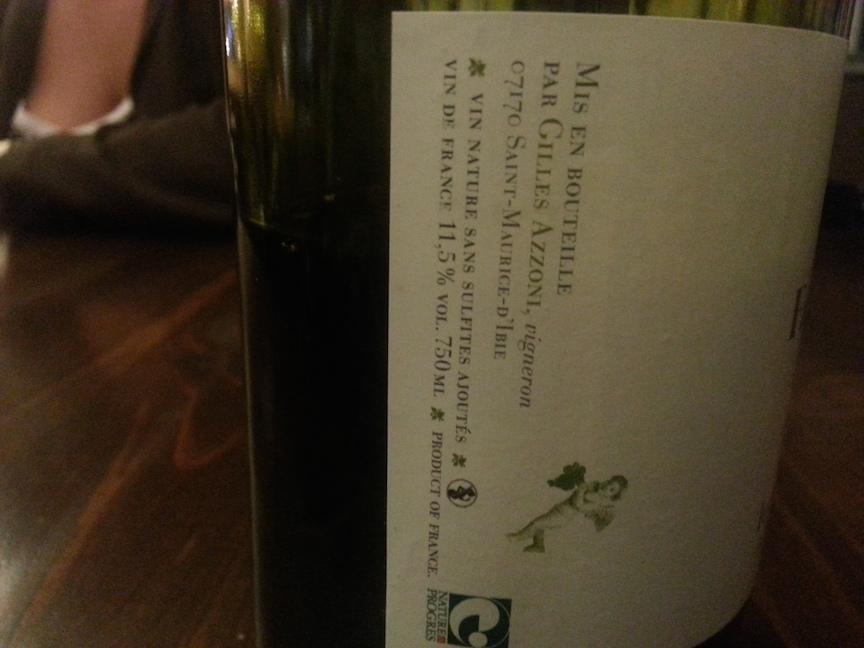 MIS EN BOUTEILLE
PAR GILLES AZZONI, vigneron
07170 SAINT-MAURICE-D'IBIE
VIN NATURE SANS SULFITES AJOUTÉS
VIN DE FRANCE 11,5% VOL. 750ML PRODUCT OF FRANCE.
NATURE&
PROGRÈS